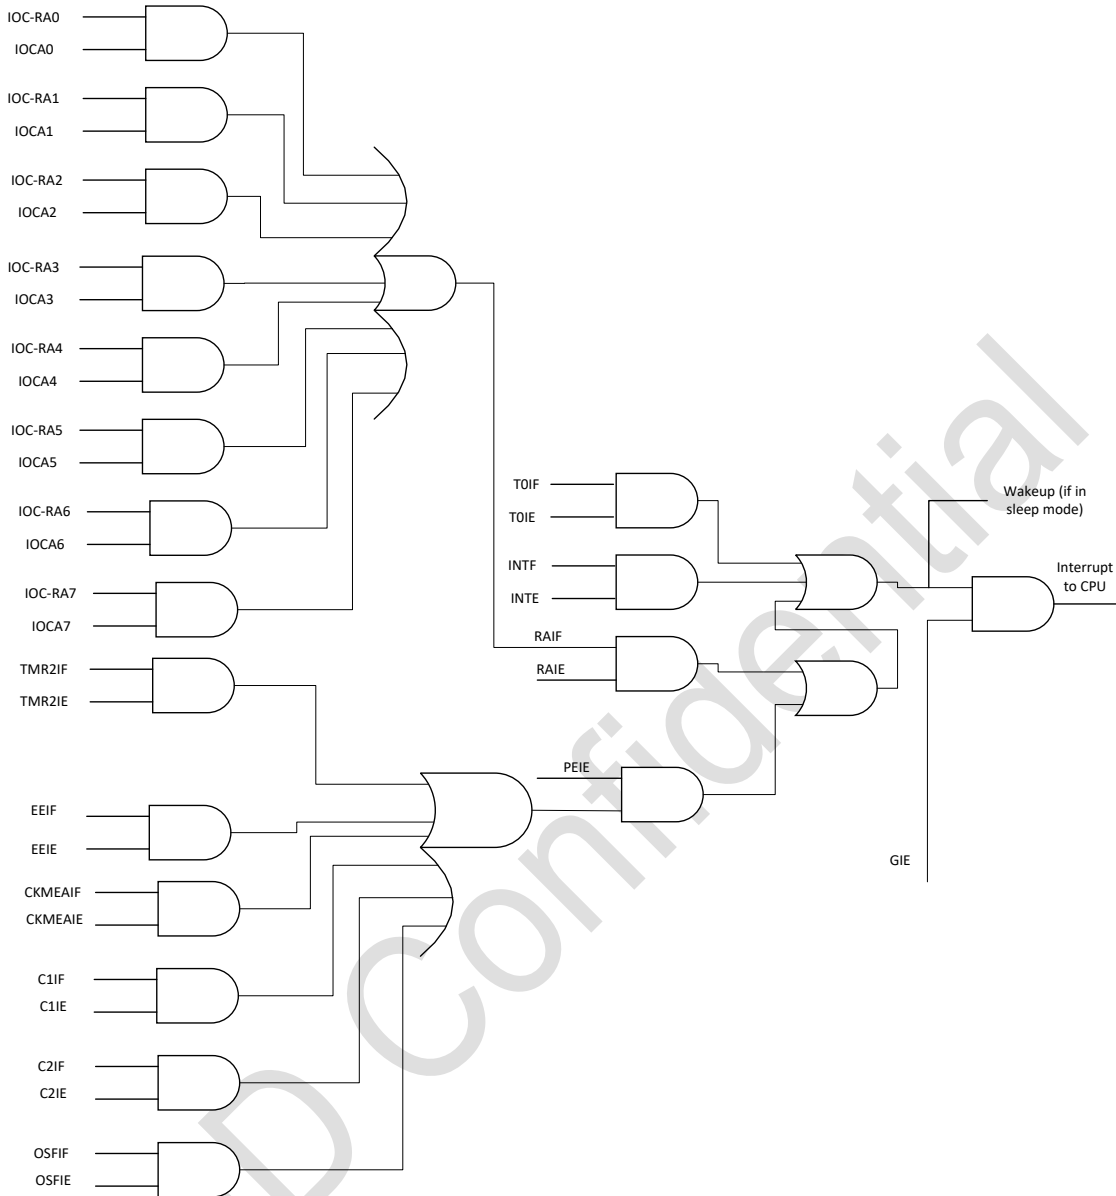 IOC-RA0
IOCA0
IOC-RA1
IOCA1
IOC-RA2
IOCA2
IOC-RA3
IOCA3
IOC-RA4
IOCA4
IOC-RA5
IOCA5
IOC-RA6
IOCA6
IOC-RA7
IOCA7
TMR2IF
TMR2IE
EEIF
EEIE
CKMEAIF
CKMEAIE
C1IF
C1IE
C2IF
C2IE
OSFIF
OSFIE
T0IF
T0IE
INTF
INTE
RAIF
RAIE
PEIE
Wakeup (if in
sleep mode)
Interrupt
to CPU
GIE
D Confidential